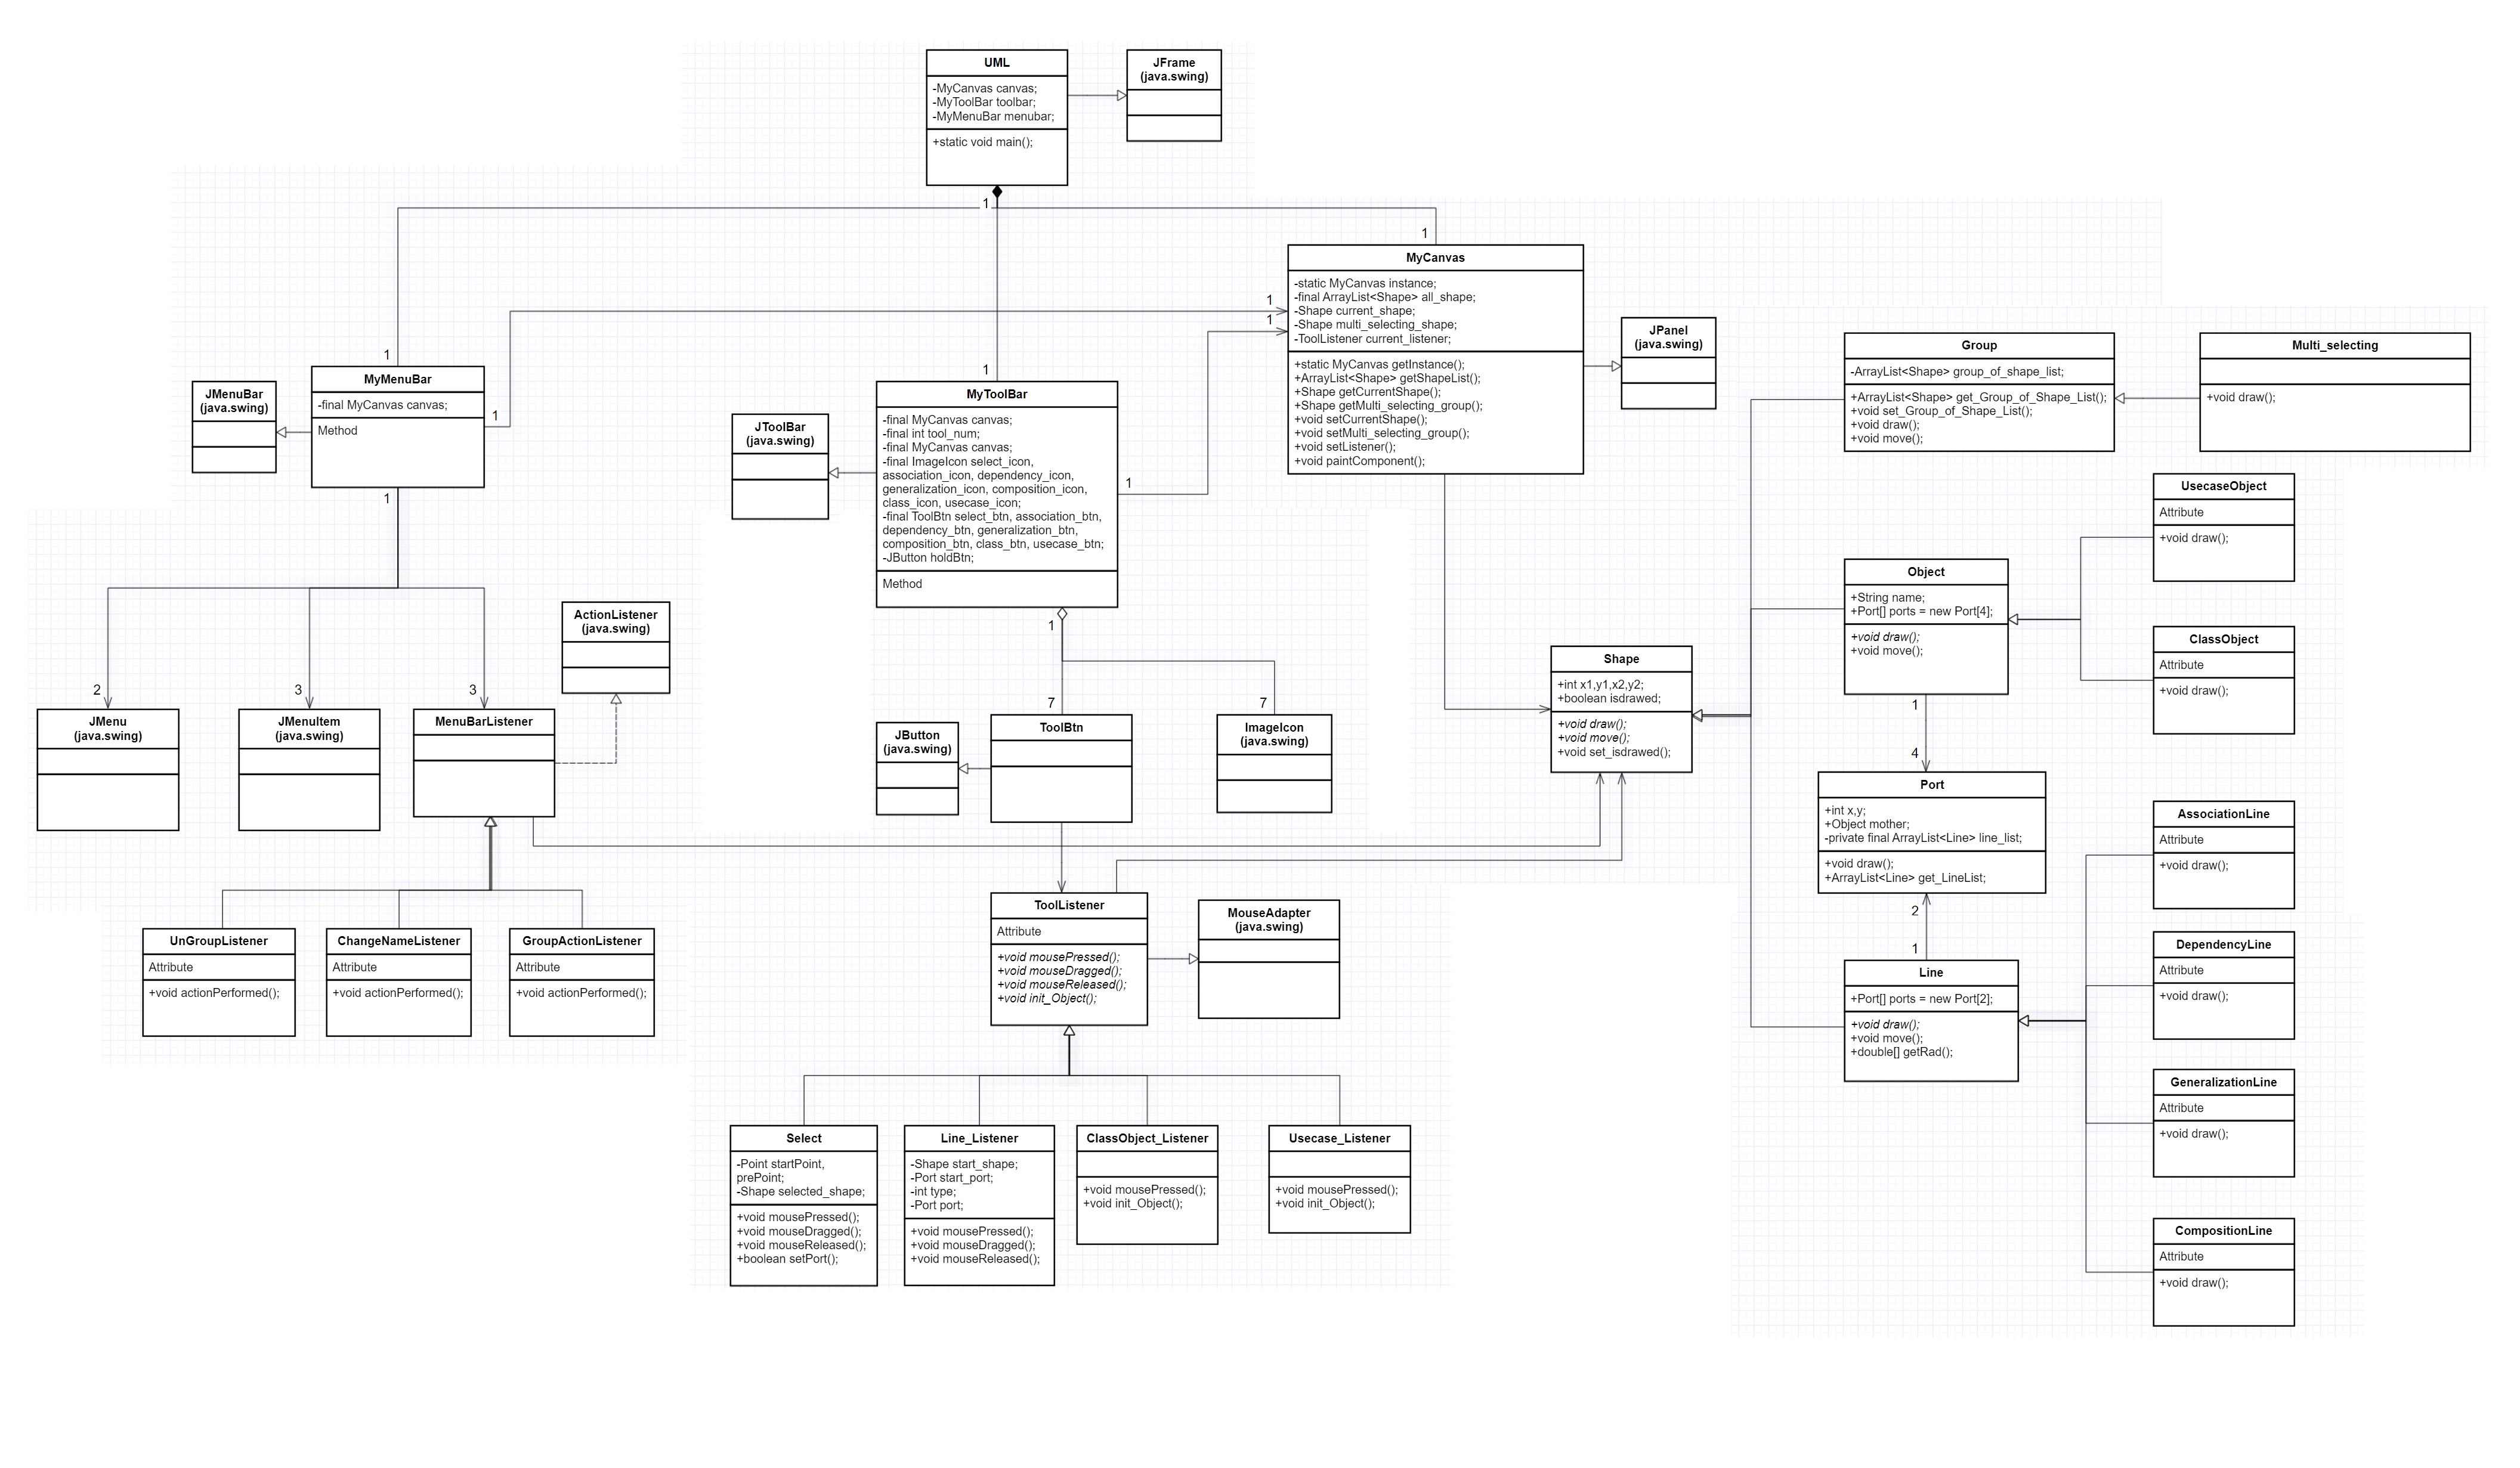 UML
-MyCanvas canvas;
-MyToolBar toolbar;
-MyMenuBar menubar;
+static void main();
JFrame
(java.swing)
1
1
1
1
MyCanvas
-static MyCanvas instance;
-final ArrayList<Shape> all_shape;
-Shape current_shape;
-Shape multi_selecting_shape;
-ToolListener current_listener;
+static MyCanvas getInstance();
+ArrayList<Shape> getShapeList();
+Shape getCurrentShape();
+Shape getMulti_selecting_group();
+void setCurrentShape();
+void setMulti_selecting_group();
+void setListener();
+void paintComponent();
1
1
JPanel
(java.swing)
Group
-ArrayList<Shape> group_of_shape_list;
+ArrayList<Shape> get_Group_of_Shape_List();
+void set_Group_of_Shape_List();
+void draw();
+void move();
Multi_selecting
+void draw();
JMenuBar
(java.swing)
MyMenuBar
-final MyCanvas canvas;
Method
1
1
JToolBar
(java.swing)
MyToolBar
-final MyCanvas canvas;
-final int tool_num;
-final MyCanvas canvas;
-final ImageIcon select_icon,
association_icon, dependency_icon,
generalization_icon, composition_icon,
class_icon, usecase_icon;
-final ToolBtn select_btn, association_btn,
dependency_btn, generalization_btn,
composition_btn, class_btn, usecase_btn;
-JButton holdBtn;
Method
1
1
UsecaseObject
Attribute
+void draw();
Object
+String name;
+Port[] ports = new Port[4];
+void draw();
+void move();
1
4
ClassObject
Attribute
+void draw();
ActionListener
(java.swing)
2
3
3
JMenu
(java.swing)
JMenuItem
(java.swing)
MenuBarListener
7
7
JButton
(java.swing)
ToolBtn
ImageIcon
(java.swing)
Shape
+int x1,y1,x2,y2;
+boolean isdrawed;
+void draw();
+void move();
+void set_isdrawed();
Port
+int x,y;
+Object mother;
-private final ArrayList<Line> line_list;
+void draw();
+ArrayList<Line> get_LineList;
2
1
AssociationLine
Attribute
+void draw();
UnGroupListener
Attribute
+void actionPerformed();
ChangeNameListener
Attribute
+void actionPerformed();
GroupActionListener
Attribute
+void actionPerformed();
ToolListener
Attribute
+void mousePressed();
+void mouseDragged();
+void mouseReleased();
+void init_Object();
MouseAdapter
(java.swing)
Line
+Port[] ports = new Port[2];
+void draw();
+void move();
+double[] getRad();
DependencyLine
Attribute
+void draw();
GeneralizationLine
Attribute
+void draw();
CompositionLine
Attribute
+void draw();
Select
-Point startPoint,
prePoint;
-Shape selected_shape;
+void mousePressed();
+void mouseDragged();
+void mouseReleased();
+boolean setPort();
Line_Listener
-Shape start_shape;
-Port start_port;
-int type;
-Port port;
+void mousePressed();
+void mouseDragged();
+void mouseReleased();
ClassObject_Listener
+void mousePressed();
+void init_Object();
Usecase_Listener
+void mousePressed();
+void init_Object();